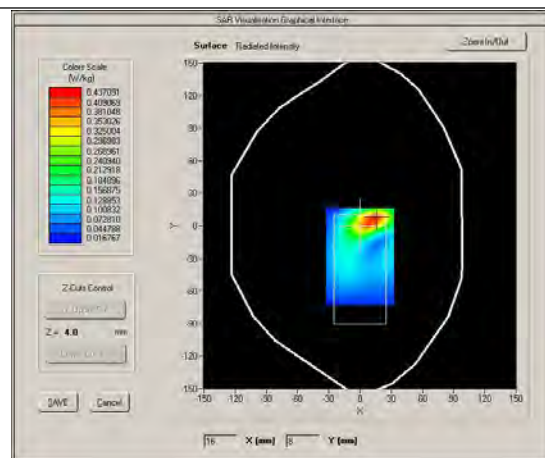 SAR Visualisation Graphical Interface
Surface Radiated Intensity
Zoom In/Out
Colors Scale
(W/kg)
0.437091
0.409069
0.381048
0.353026
0.325004
0.296983
0.268961
0.240940
0.212918
0.184896
0.156875
0.128853
0.100832
0.072810
0.044788
0.016767
150
120
90
60
30
0
-30
-60
-90
-120
-150
Y
-150 -120 -90 -60 -30 0 30 60 90 120 150
X
Z-Cuts Control
Z = 4.0 mm
SAVE Cancel
16 X (mm) 8 Y (mm)